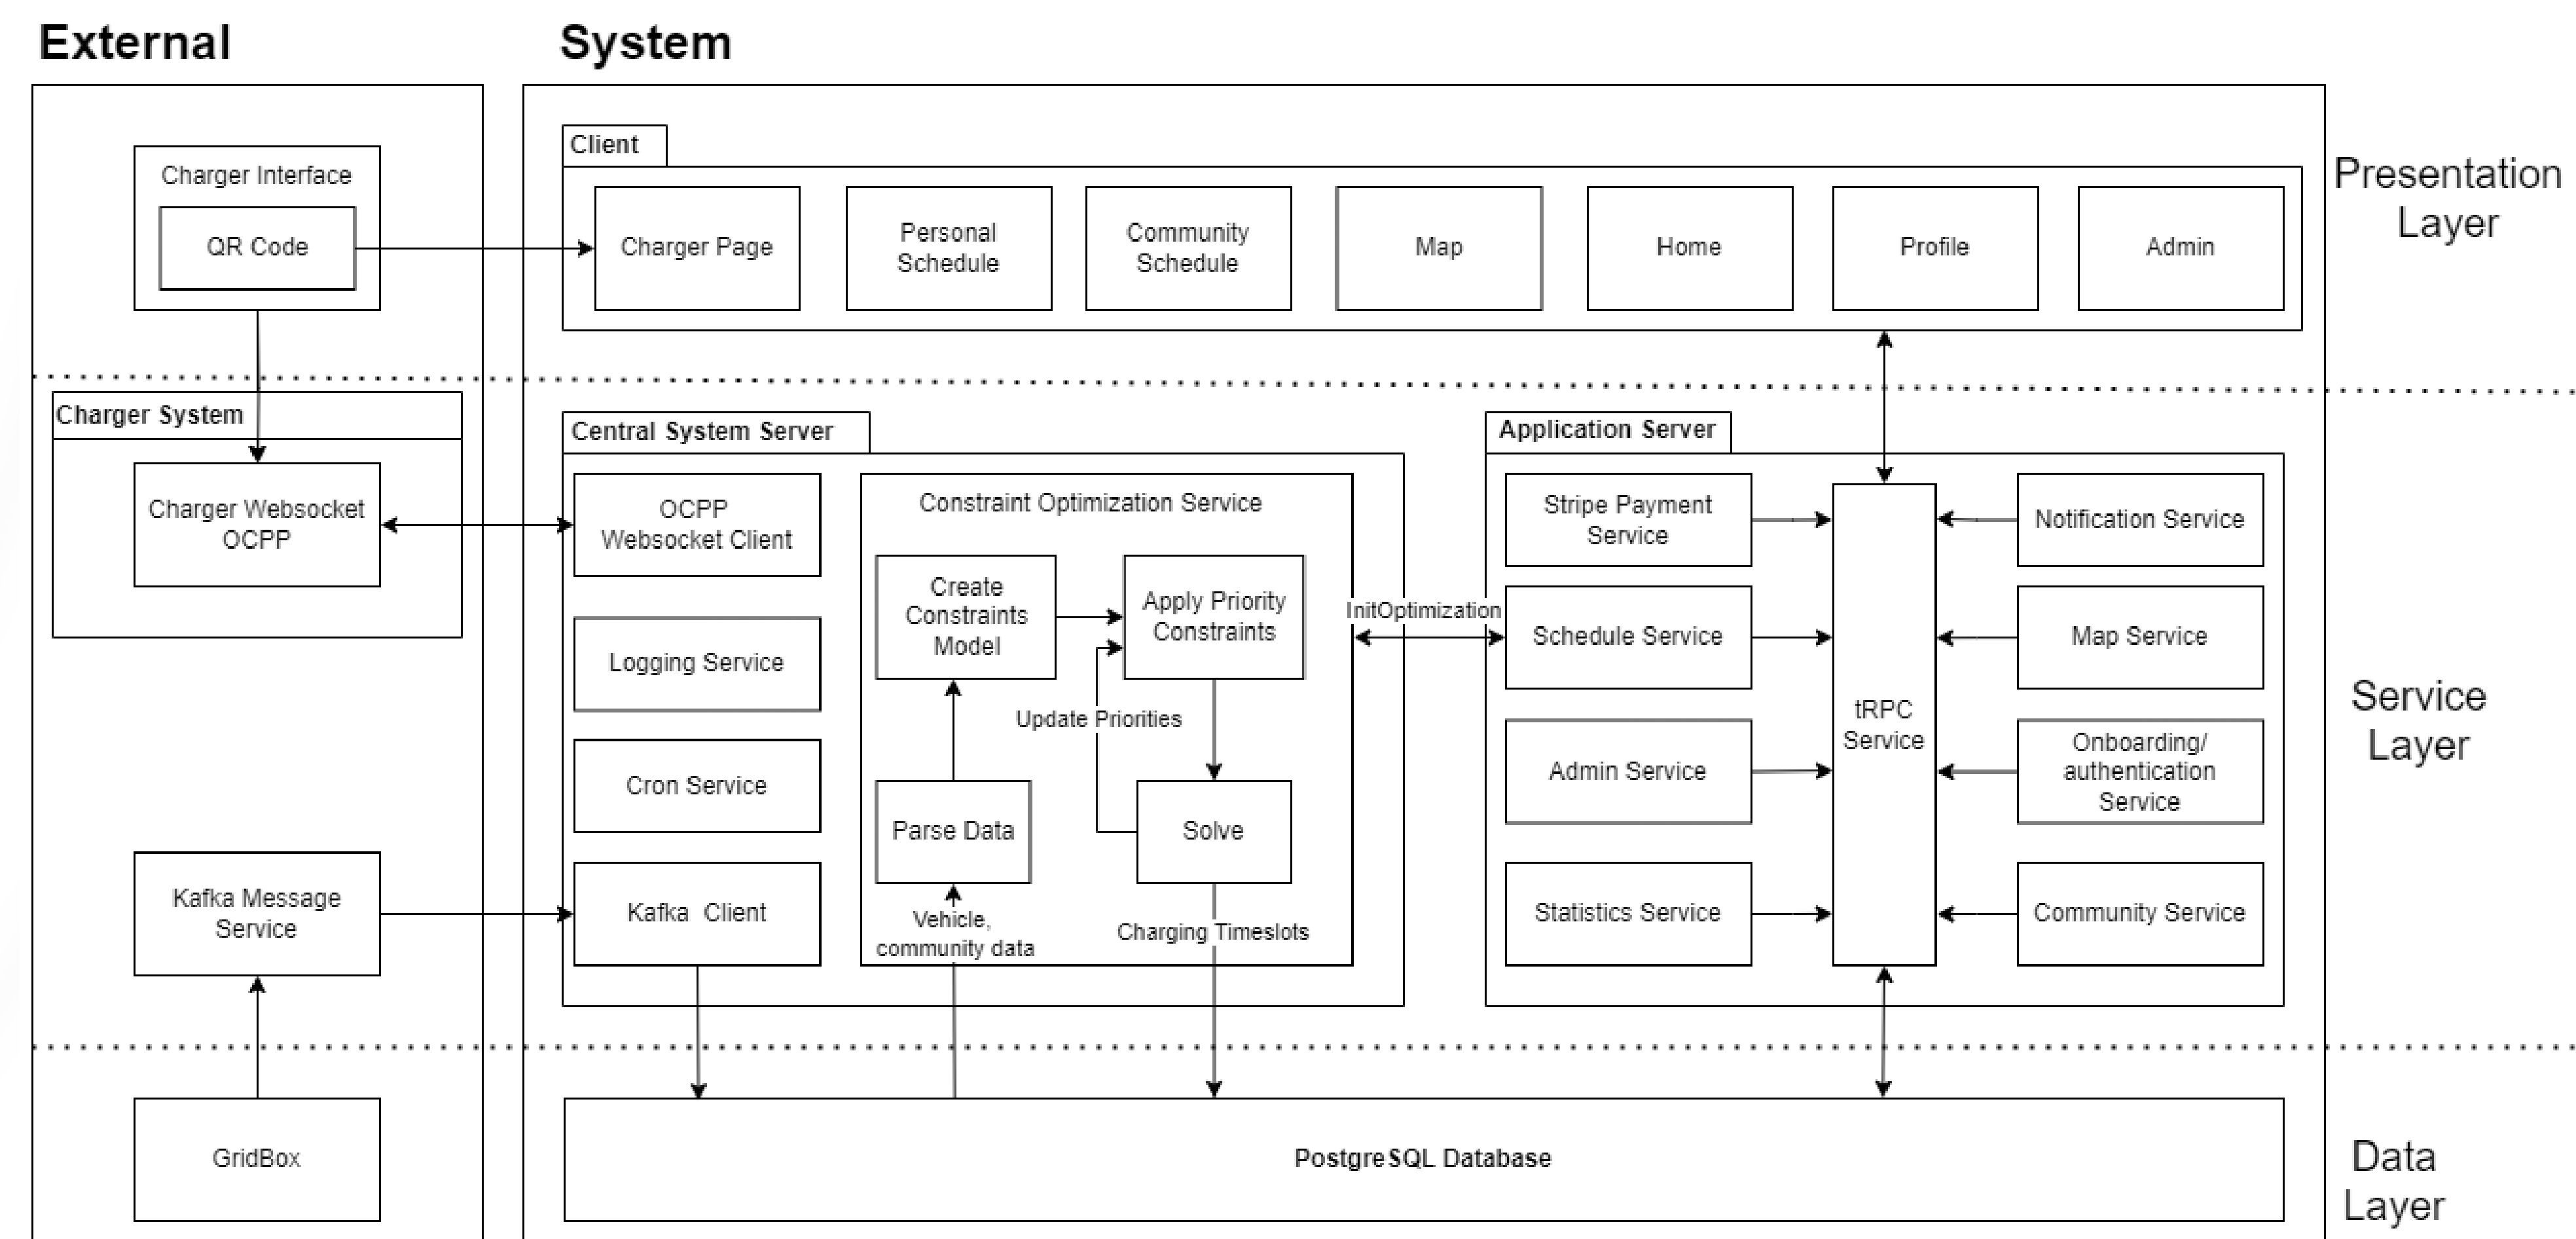 External
System
Client
Charger Interface
QR Code
Charger Page
Personal
Schedule
Community
Schedule
Map
Home
Profile
Admin
Presentation
Layer
Charger System
Charger Websocket
OCPP
Central System Server
OCPP
Websocket Client
Logging Service
Cron Service
Kafka Client
Constraint Optimization Service
Create
Constraints
Model
Apply Priority
Constraints
Update Priorities
Parse Data
Solve
Vehicle,
community data
Charging Timeslots
InitOptimization
Application Server
Stripe Payment
Service
Schedule Service
Admin Service
Statistics Service
tRPC
Service
Notification Service
Map Service
Onboarding/
authentication
Service
Community Service
Service
Layer
Kafka Message
Service
GridBox
PostgreSQL Database
Data
Layer